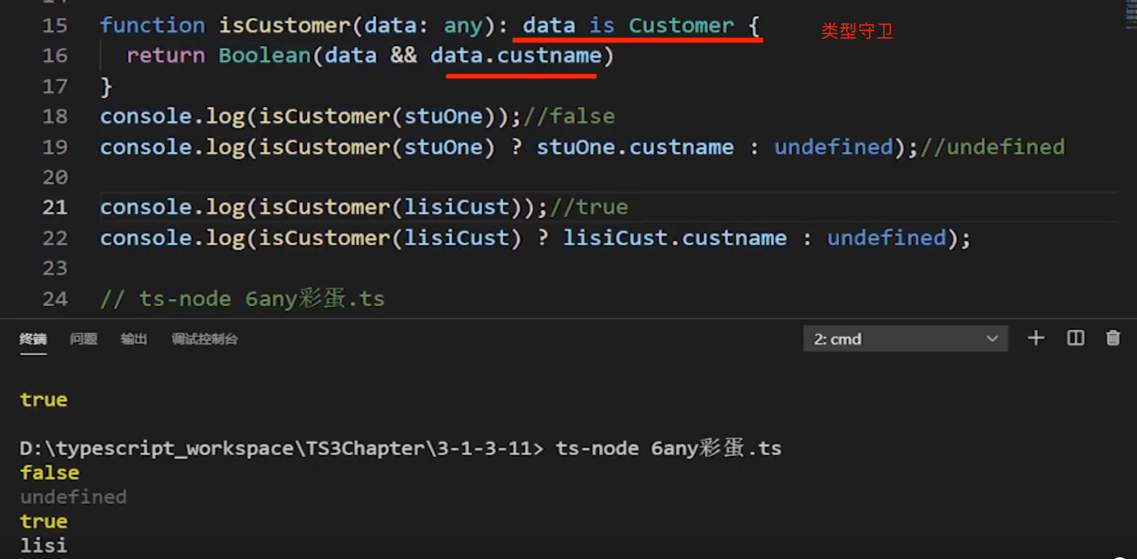 15 function isCustomer(data: any): data is Customer { 类型守卫
16 return Boolean(data && data.custname)
17 }
18 console.log(isCustomer(stuOne));//false
19 console.log(isCustomer(stuOne) ? stuOne.custname : undefined);//undefined
20
21 console.log(isCustomer(lisiCust));//true
22 console.log(isCustomer(lisiCust) ? lisiCust.custname : undefined);
23
24 // ts-node 6any彩蛋.ts
终端 问题 输出 调试控制台 2: cmd
true
D:\typescript_workspace\TS3Chapter\3-1-3-11> ts-node 6any彩蛋.ts
false
undefined
true
lisi